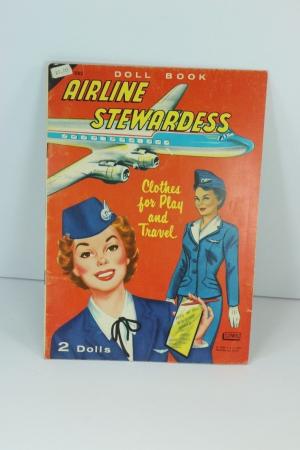 DOLL BOOK
AIRLINE
STEWARDESS
Clothes
for Play
and
Travel
2 Dolls